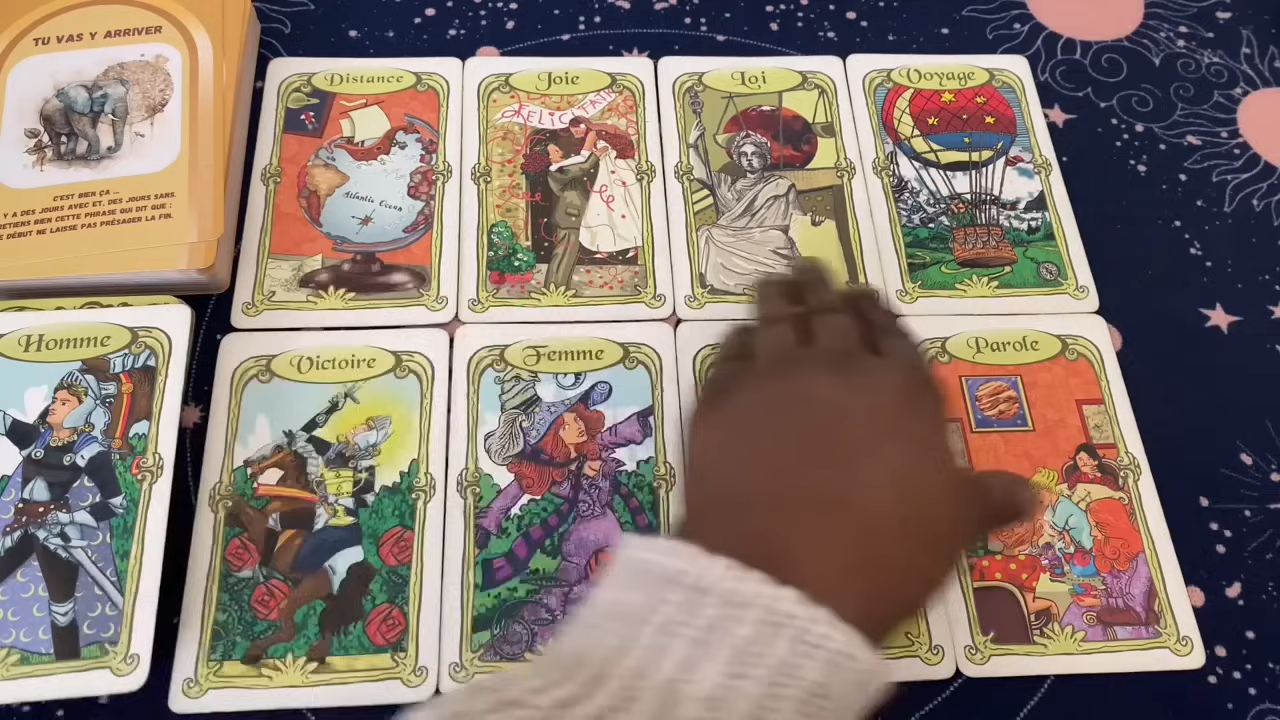 TU VAS Y ARRIVER
C'EST BIEN ÇA ...
Y A DES JOURS AVEC ET, DES JOURS SANS.
RETIENS BIEN CETTE PHRASE QUI DIT QUE :
DÉBUT NE LAISSE PAS PRÉSAGER LA FIN.
Distance
Atlantic Ocean
Joie
Loi
Voyage
Homme
Victoire
Femme
Parole